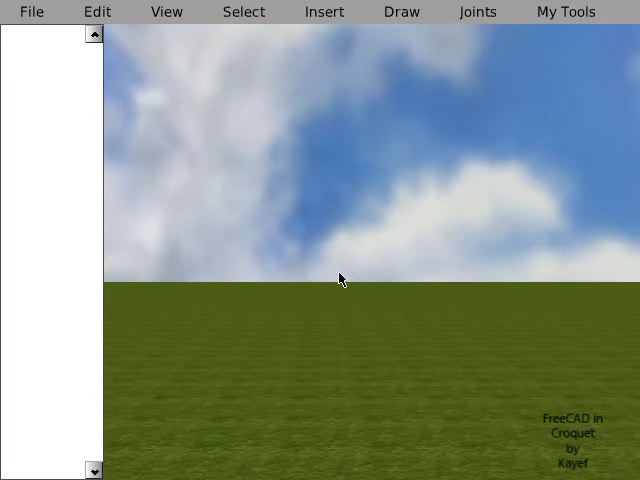 File Edit View Select Insert Draw Joints My Tools
FreeCAD in
Croquet
by
Kayef